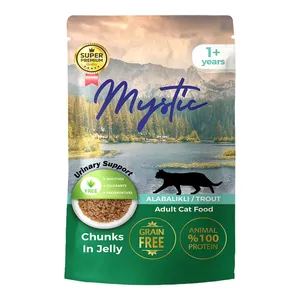 SUPER
PREMIUM
1+
years
Mystic
Urinary Support
FREE
ALABALIKLI / TROUT
Adult Cat Food
Chunks
In Jelly
GRAIN
FREE
ANIMAL
%100
PROTEIN